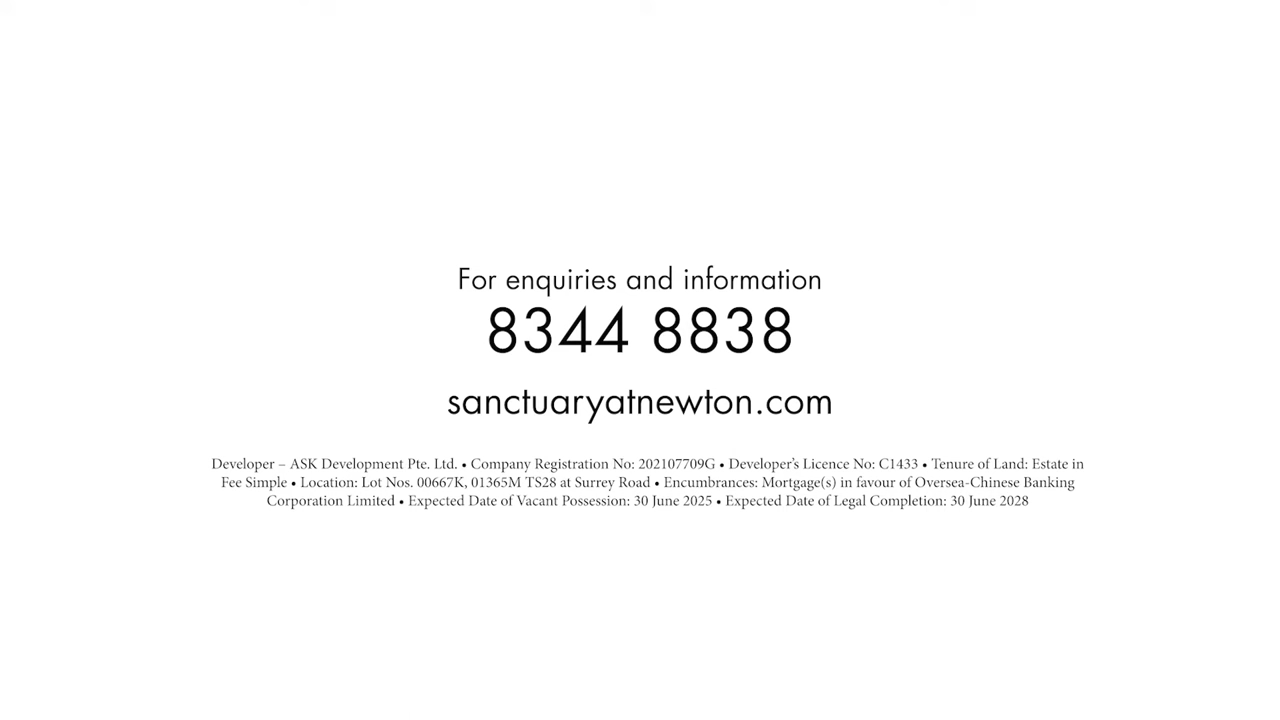 For enquiries and information
8344 8838
sanctuaryatnewton.com
Developer – ASK Development Pte. Ltd. • Company Registration No: 202107709G • Developer’s Licence No: C1433 • Tenure of Land: Estate in
Fee Simple • Location: Lot Nos. 00667K, 01365M TS28 at Surrey Road • Encumbrances: Mortgage(s) in favour of Oversea-Chinese Banking
Corporation Limited • Expected Date of Vacant Possession: 30 June 2025 • Expected Date of Legal Completion: 30 June 2028